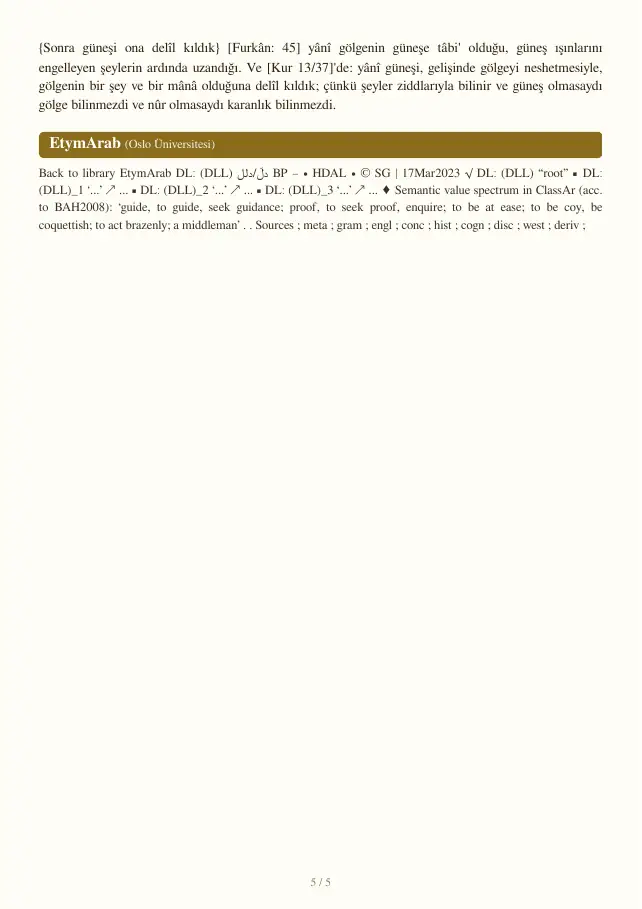 {Sonra güneşi ona delîl kıldık} [Furkân: 45] yânî gölgenin güneşe tâbi' olduğu, güneş ışınlarını
engelleyen şeylerin ardında uzandığı. Ve [Kur 13/37]'de: yânî güneşi, gelişinde gölgeyi neshetmesiyle,
gölgenin bir şey ve bir mânâ olduğuna delîl kıldık; çünkü şeyler ziddlarıyla bilinir ve güneş olmasaydı
gölge bilinmezdi ve nûr olmasaydı karanlık bilinmezdi.
EtymArab (Oslo Üniversitesi)
Back to library EtymArab DL: (DLL) دلّ/دلل BP – • HDAL • © SG | 17Mar2023 √ DL: (DLL) “root” ▪ DL:
(DLL)_1 ‘...’ ↗ ... ▪ DL: (DLL)_2 ‘...’ ↗ ... ▪ DL: (DLL)_3 ‘...’ ↗ ... ♦ Semantic value spectrum in ClassAr (acc.
to BAH2008): ‘guide, to guide, seek guidance; proof, to seek proof, enquire; to be at ease; to be coy, be
coquettish; to act brazenly; a middleman’ . . Sources ; meta ; gram ; engl ; conc ; hist ; cogn ; disc ; west ; deriv ;
5 / 5